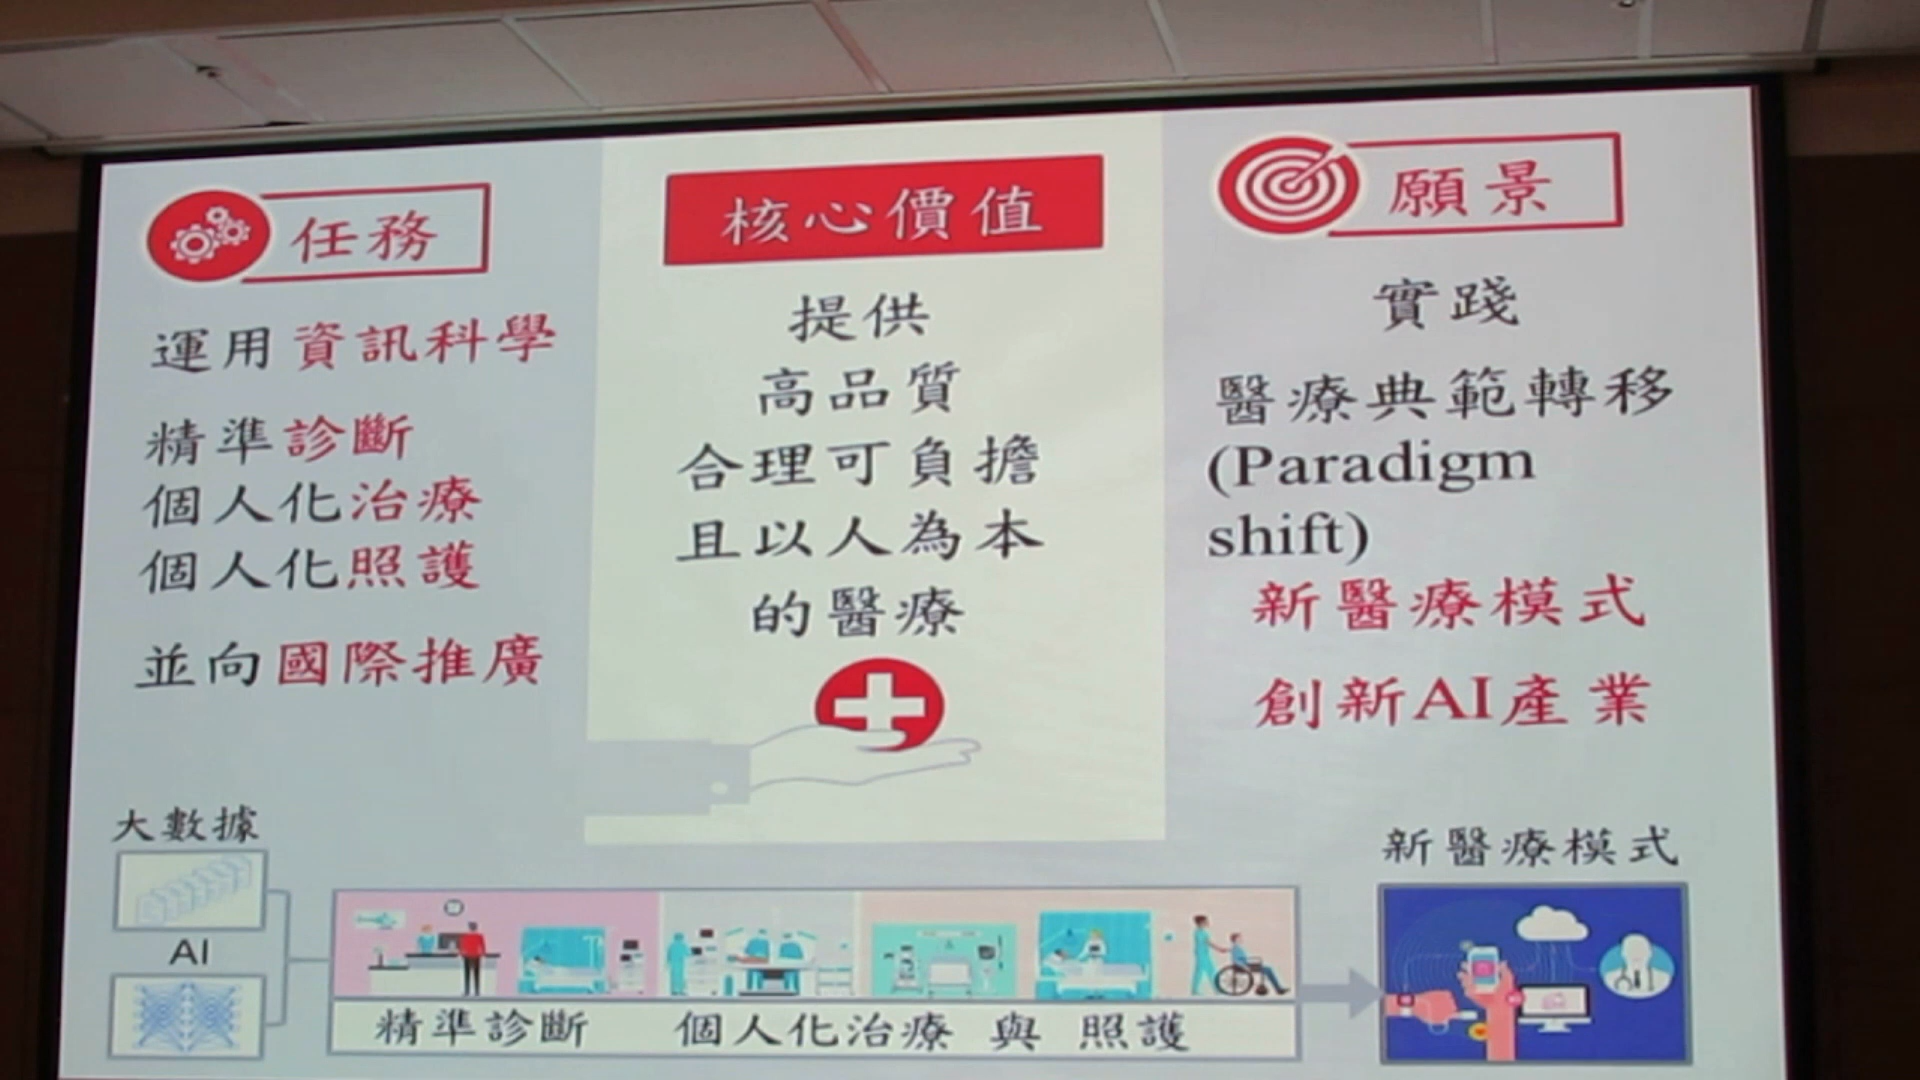 任務
運用資訊科學
精準診斷
個人化治療
個人化照護
並向國際推廣
核心價值
提供
高品質
合理可負擔
且以人為本
的醫療
願景
實踐
醫療典範轉移
(Paradigm
shift)
新醫療模式
創新AI產業
大數據
AI
精準診斷 個人化治療 與 照護
新醫療模式